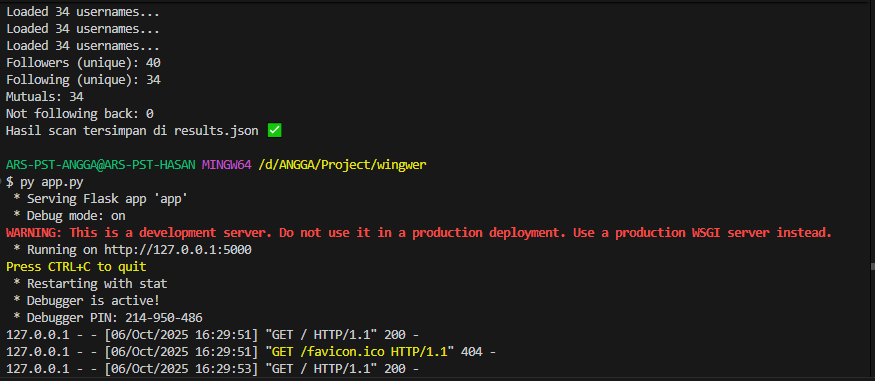 Loaded 34 usernames...
Loaded 34 usernames...
Loaded 34 usernames...
Followers (unique): 40
Following (unique): 34
Mutuals: 34
Not following back: 0
Hasil scan tersimpan di results.json ✅
ARS-PST-ANGGA@ARS-PST-HASAN MINGW64 /d/ANGGA/Project/wingwer
$ py app.py
 * Serving Flask app 'app'
 * Debug mode: on
WARNING: This is a development server. Do not use it in a production deployment. Use a production WSGI server instead.
 * Running on http://127.0.0.1:5000
Press CTRL+C to quit
 * Restarting with stat
 * Debugger is active!
 * Debugger PIN: 214-950-486
127.0.0.1 - - [06/Oct/2025 16:29:51] "GET / HTTP/1.1" 200 -
127.0.0.1 - - [06/Oct/2025 16:29:51] "GET /favicon.ico HTTP/1.1" 404 -
127.0.0.1 - - [06/Oct/2025 16:29:53] "GET / HTTP/1.1" 200 -